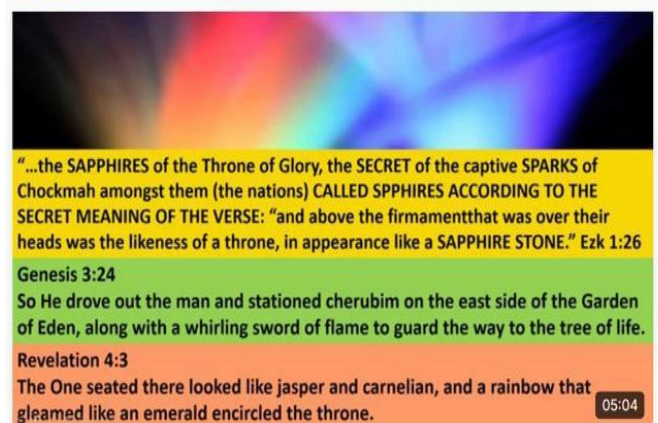 “...the SAPPHIRES of the Throne of Glory, the SECRET of the captive SPARKS of
Chockmah amongst them (the nations) CALLED SPPHIRES ACCORDING TO THE
SECRET MEANING OF THE VERSE: “and above the firmamentthat was over their
heads was the likeness of a throne, in appearance like a SAPPHIRE STONE.” Ezk 1:26
Genesis 3:24
So He drove out the man and stationed cherubim on the east side of the Garden
of Eden, along with a whirling sword of flame to guard the way to the tree of life.
Revelation 4:3
The One seated there looked like jasper and carnelian, and a rainbow that
gleamed like an emerald encircled the throne.
05:04